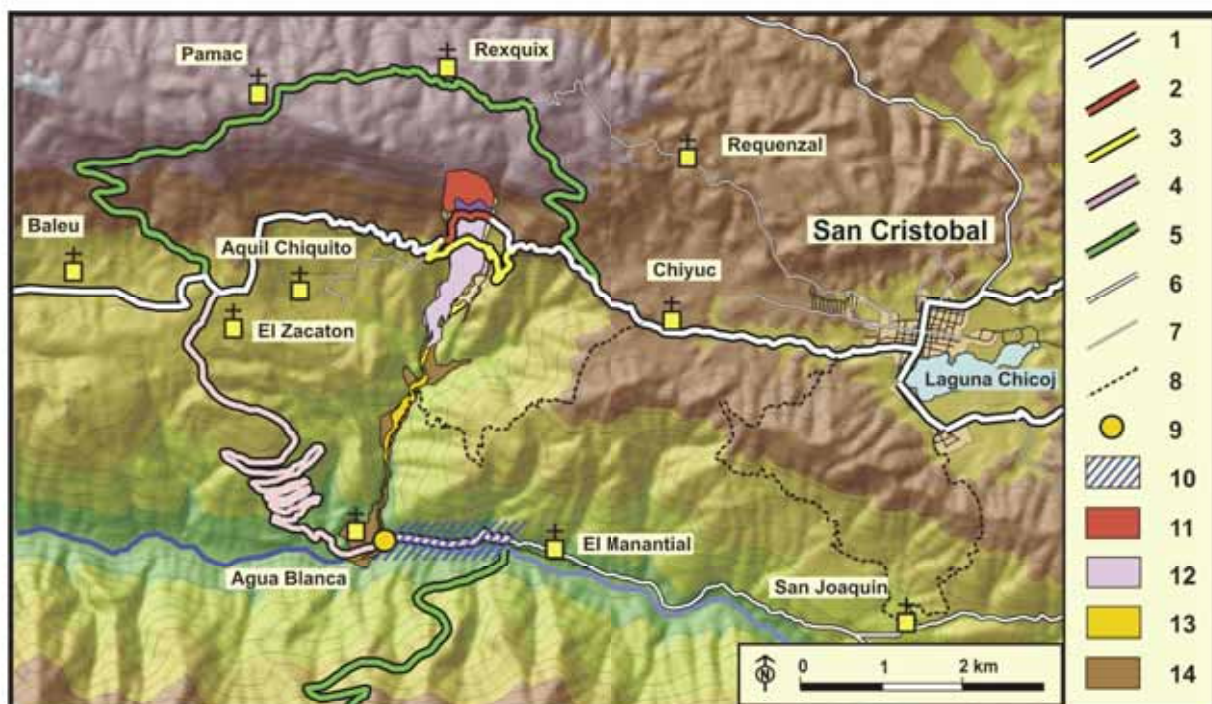 Pamac
Rexquix
Requenzal
Baleu
Aquil Chiquito
San Cristobal
Chiyuc
El Zacaton
Laguna Chicoj
El Manantial
Agua Blanca
San Joaquin
N
0 1 2 km
1
2
3
4
5
6
7
8
9
10
11
12
13
14